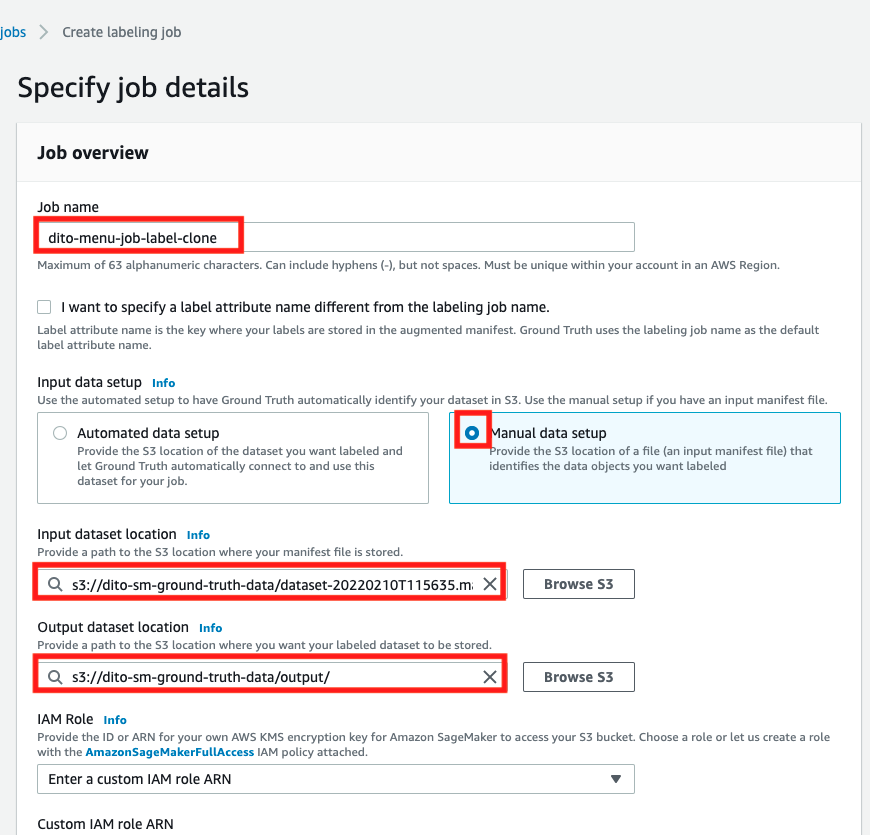 jobs > Create labeling job
Specify job details
Job overview
Job name
dito-menu-job-label-clone
Maximum of 63 alphanumeric characters. Can include hyphens (-), but not spaces. Must be unique within your account in an AWS Region.
I want to specify a label attribute name different from the labeling job name.
Label attribute name is the key where your labels are stored in the augmented manifest. Ground Truth uses the labeling job name as the default
label attribute name.
Input data setup Info
Use the automated setup to have Ground Truth automatically identify your dataset in S3. Use the manual setup if you have an input manifest file.
Automated data setup
Provide the S3 location of the dataset you want labeled and
let Ground Truth automatically connect to and use this
dataset for your job.
Manual data setup
Provide the S3 location of a file (an input manifest file) that
identifies the data objects you want labeled
Input dataset location Info
Provide a path to the S3 location where your manifest file is stored.
s3://dito-sm-ground-truth-data/dataset-20220210T115635.ma
Browse S3
Output dataset location Info
Provide a path to the S3 location where you want your labeled dataset to be stored.
s3://dito-sm-ground-truth-data/output/
Browse S3
IAM Role Info
Provide the ID or ARN for your own AWS KMS encryption key for Amazon SageMaker to access your S3 bucket. Choose a role or let us create a role
with the AmazonSageMakerFullAccess IAM policy attached.
Enter a custom IAM role ARN
Custom IAM role ARN